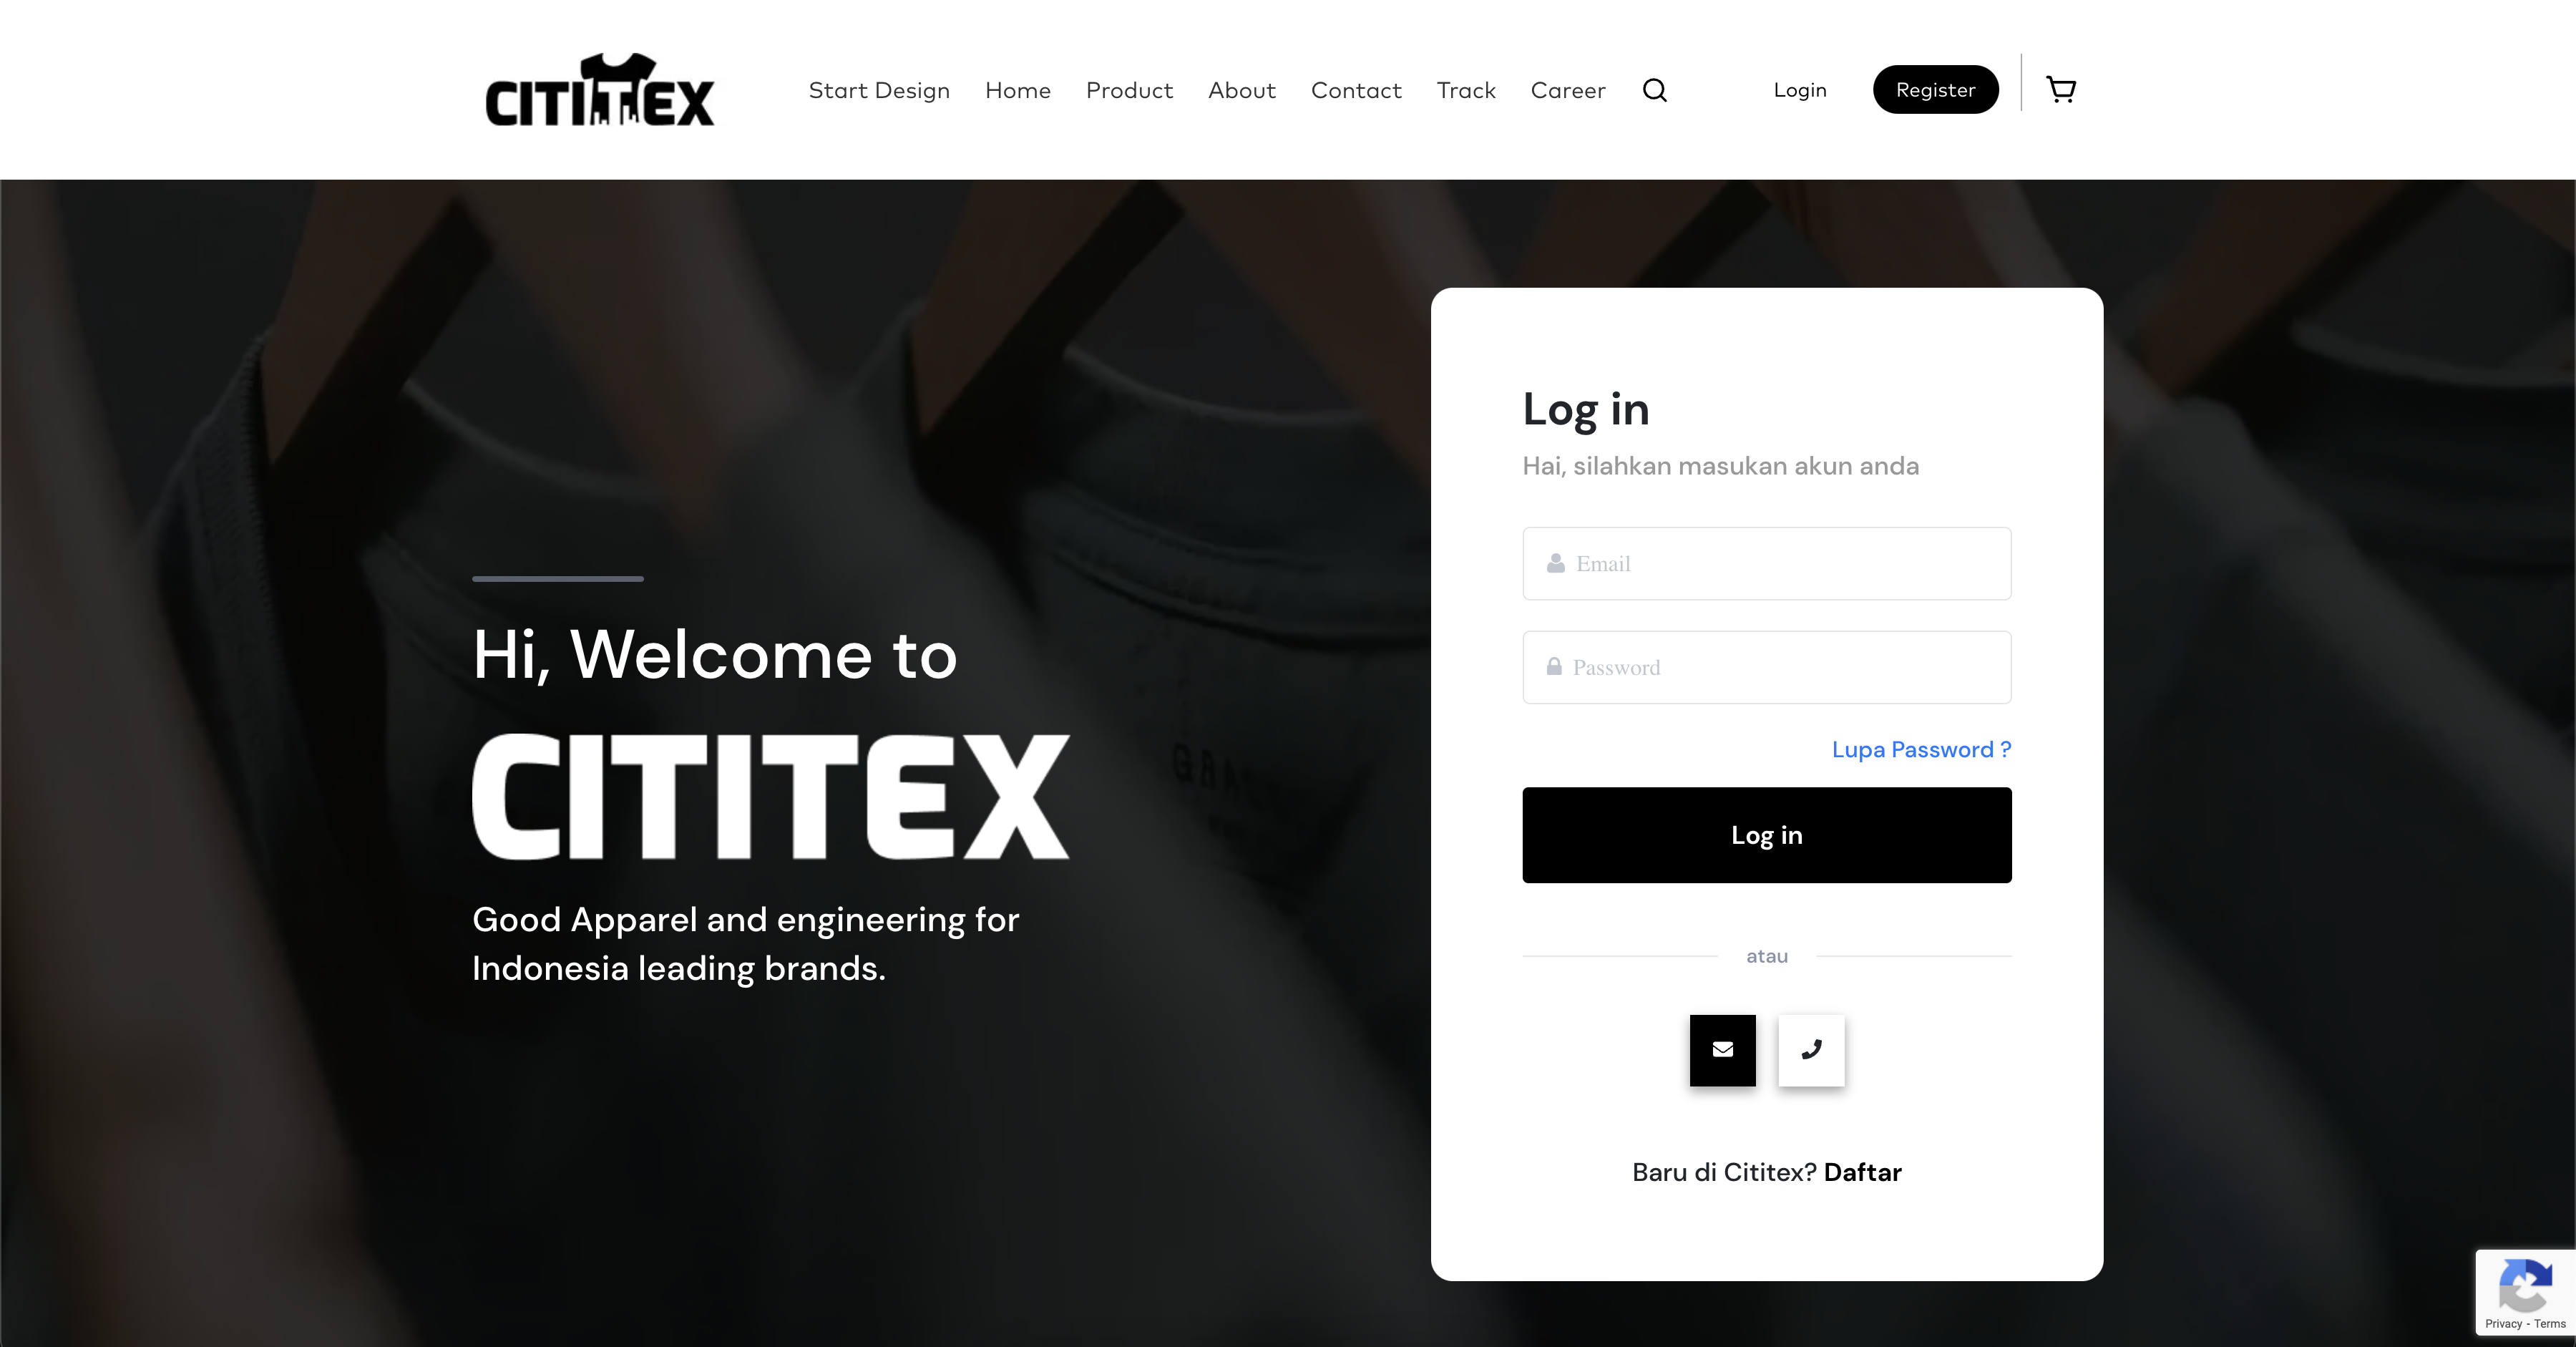 CITITEX
Start Design Home Product About Contact Track Career Login Register
Log in
Hai, silahkan masukan akun anda
Email
Password
Lupa Password ?
Log in
atau
Baru di Cititex? Daftar
Hi, Welcome to
CITITEX
Good Apparel and engineering for
Indonesia leading brands.
Privacy - Terms